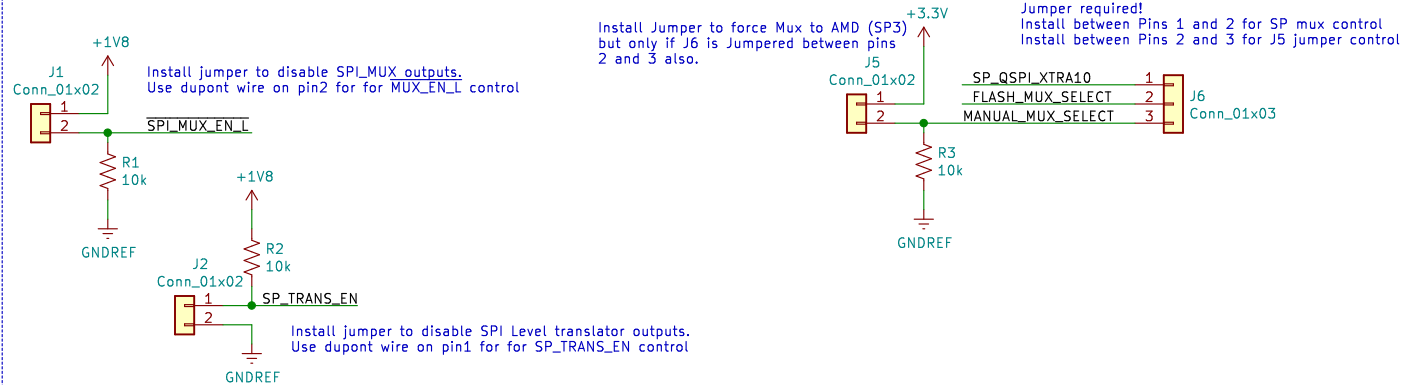 +1V8
J1
Conn_01x02
1
2
Install jumper to disable SPI_MUX outputs.
Use dupont wire on pin2 for for MUX_EN_L control
SPI_MUX_EN_L
R1
10k
GNDREF
+1V8
R2
10k
J2
Conn_01x02
1
2
SP_TRANS_EN
Install jumper to disable SPI Level translator outputs.
Use dupont wire on pin1 for for SP_TRANS_EN control
GNDREF
Install Jumper to force Mux to AMD (SP3)
but only if J6 is Jumpered between pins
2 and 3 also.
+3.3V
J5
Conn_01x02
1
2
R3
10k
GNDREF
Jumper required!
Install between Pins 1 and 2 for SP mux control
Install between Pins 2 and 3 for J5 jumper control
SP_QSPI_XTRA10
FLASH_MUX_SELECT
MANUAL_MUX_SELECT
1
2
3
J6
Conn_01x03